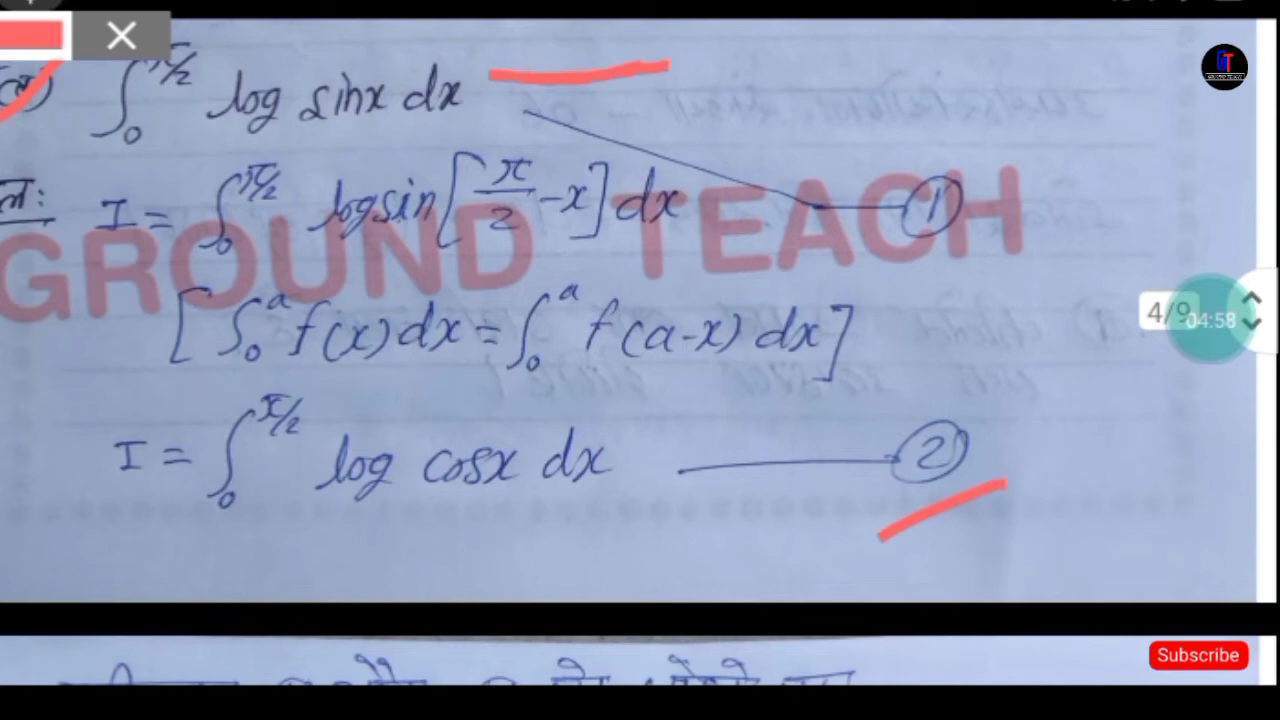 ∫₀^π/2 log sinx dx
I = ∫₀^π/2 log sin[π/2 - x] dx ——— ①
GROUND TEACH
[∫₀^a f(x) dx = ∫₀^a f(a-x) dx]
4/9
04:58
I = ∫₀^π/2 log cosx dx ——— ②
Subscribe